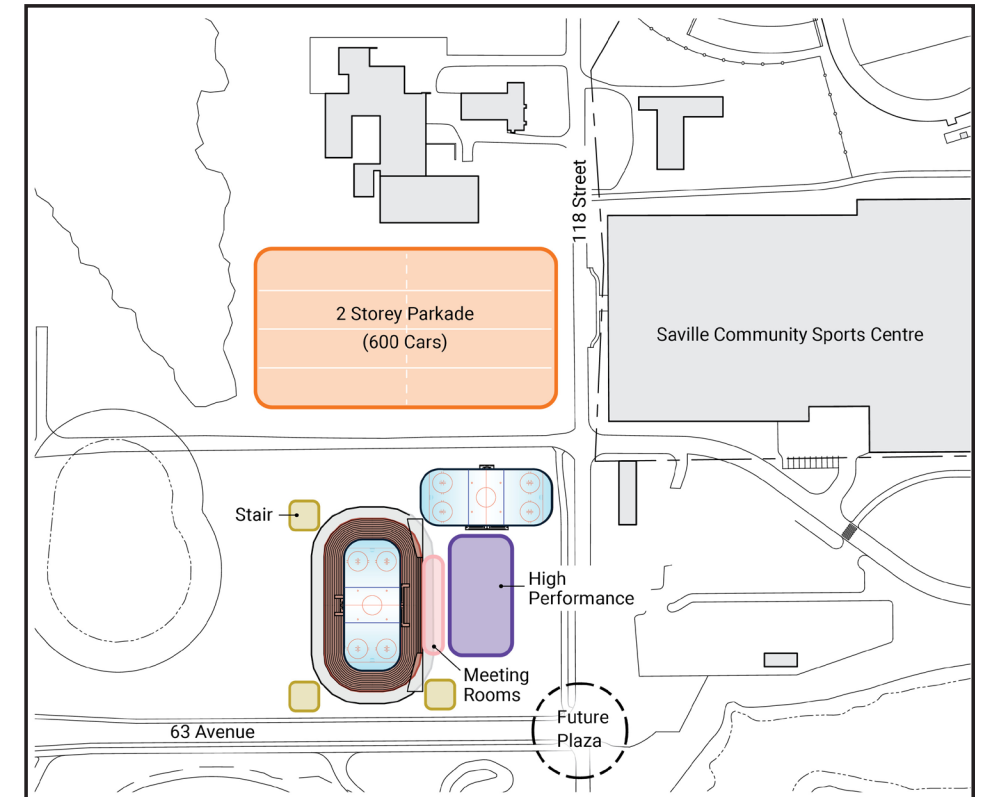 118 Street
2 Storey Parkade
(600 Cars)
Saville Community Sports Centre
Stair
High
Performance
Meeting
Rooms
63 Avenue
Future
Plaza